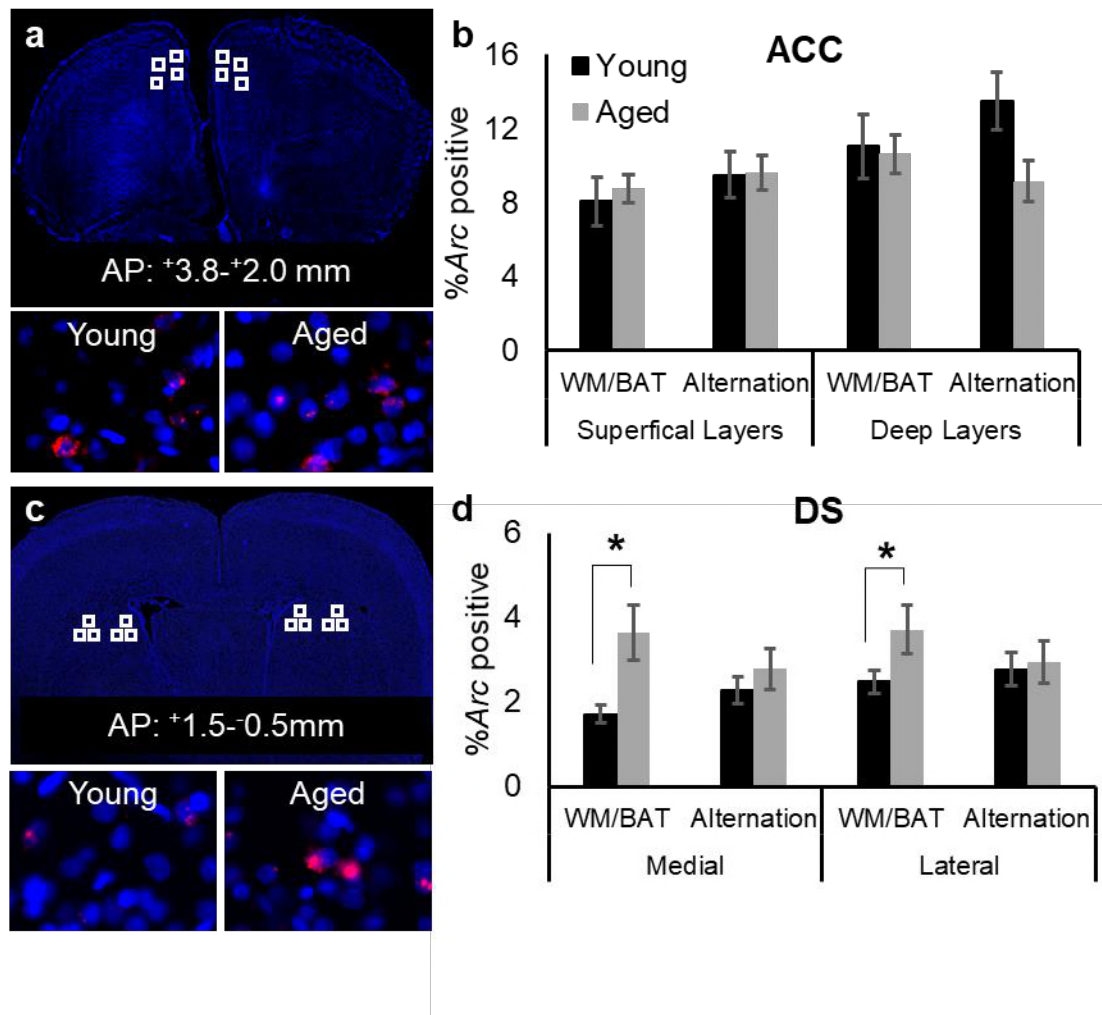 a
AP: ⁺3.8-⁺2.0 mm
Young
Aged
b
ACC
%Arc positive
16
12
8
4
0
Young
Aged
WM/BAT
Alternation
WM/BAT
Alternation
Superfical Layers
Deep Layers
c
AP: ⁺1.5-⁻0.5mm
Young
Aged
d
DS
%Arc positive
6
4
2
0
*
*
WM/BAT
Alternation
WM/BAT
Alternation
Medial
Lateral